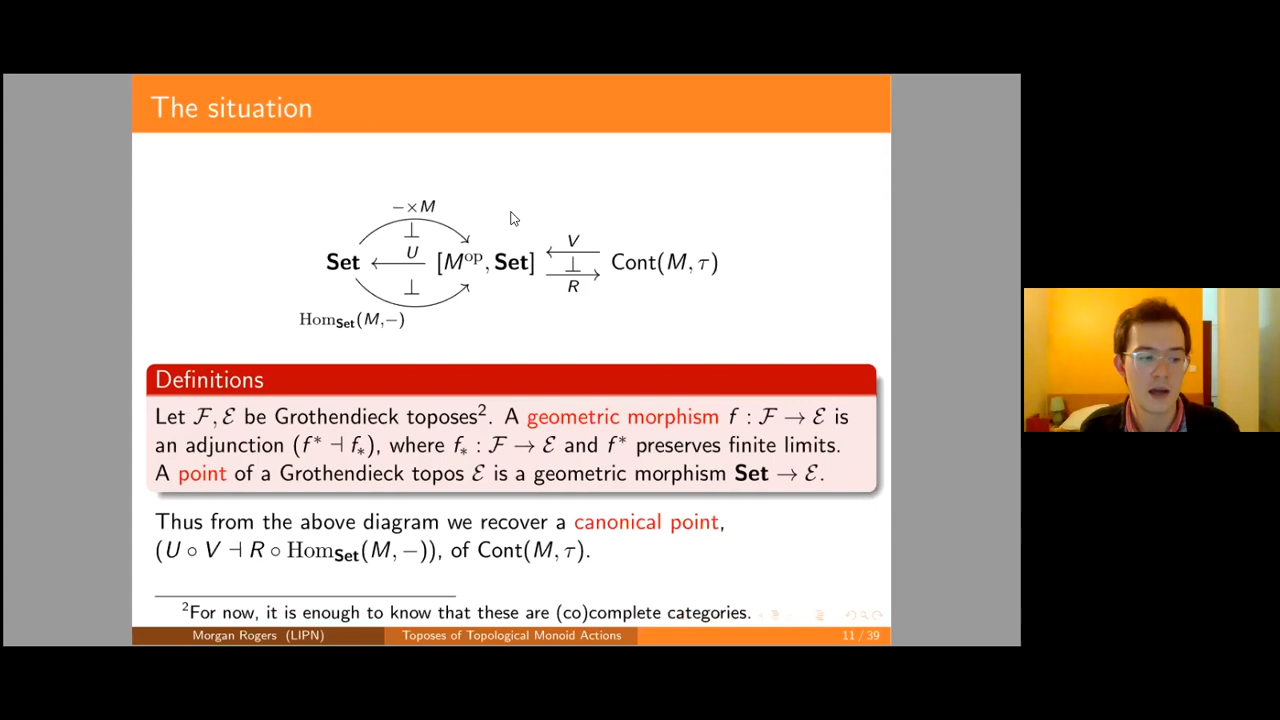 The situation
− × M
⊥
U
V
Set [Mᵒᵖ, Set] ⊥ Cont(M, τ)
⊥
R
Hom_Set(M, −)
Definitions
Let ℱ, ℰ be Grothendieck toposes². A geometric morphism f : ℱ → ℰ is
an adjunction (f* ⊣ f_*), where f_* : ℱ → ℰ and f* preserves finite limits.
A point of a Grothendieck topos ℰ is a geometric morphism Set → ℰ.
Thus from the above diagram we recover a canonical point,
(U ∘ V ⊣ R ∘ Hom_Set(M, −)), of Cont(M, τ).
²For now, it is enough to know that these are (co)complete categories.
Morgan Rogers (LIPN) Toposes of Topological Monoid Actions 11 / 39